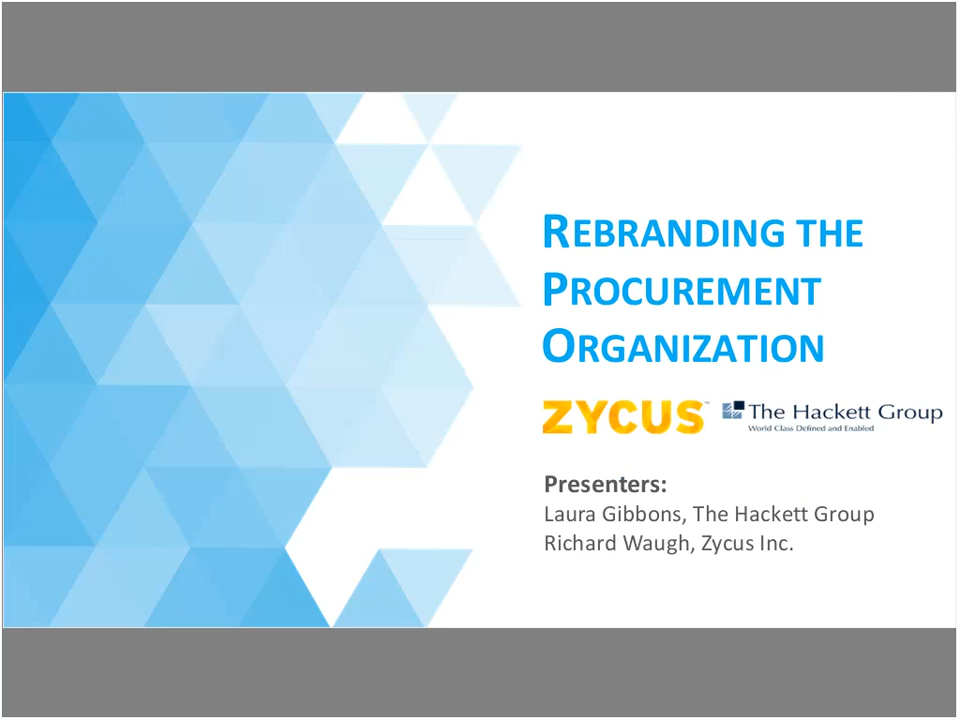 REBRANDING THE
PROCUREMENT
ORGANIZATION
ZYCUS™ The Hackett Group
World Class Defined and Enabled
Presenters:
Laura Gibbons, The Hackett Group
Richard Waugh, Zycus Inc.